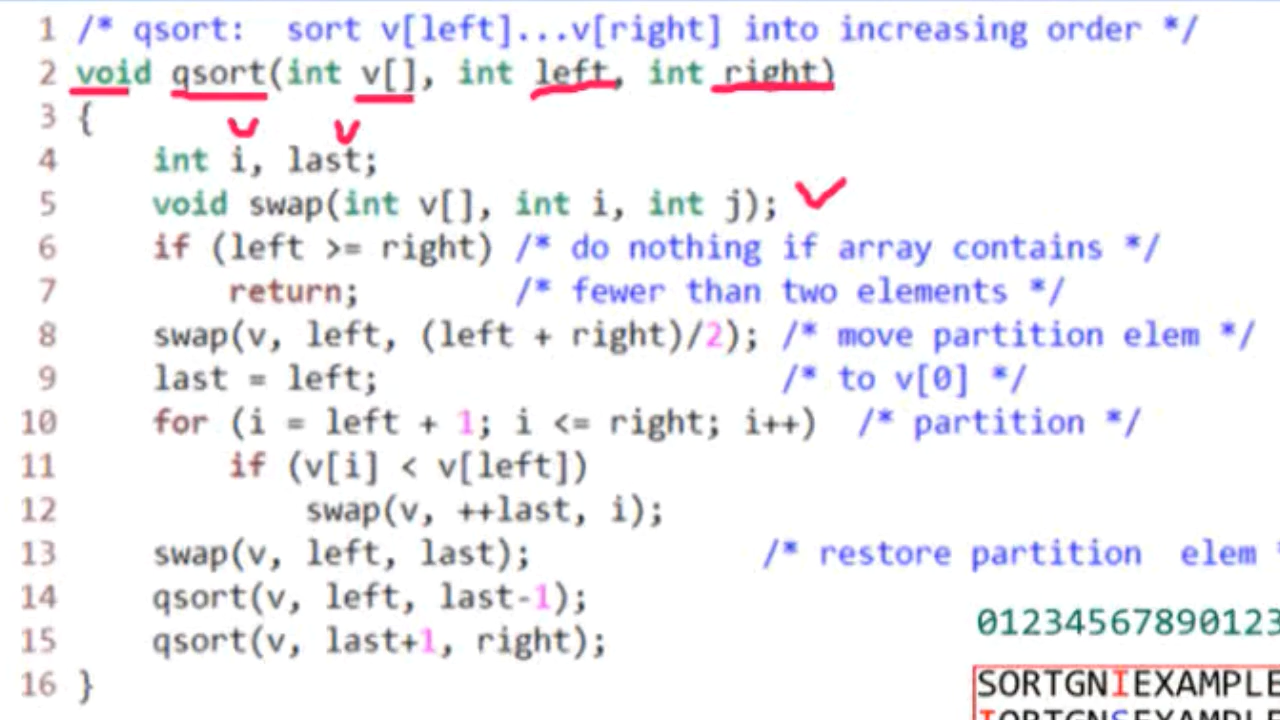 1 /* qsort:  sort v[left]...v[right] into increasing order */
2 void qsort(int v[], int left, int right)
3 {
4     int i, last;
5     void swap(int v[], int i, int j);
6     if (left >= right) /* do nothing if array contains */
7         return;        /* fewer than two elements */
8     swap(v, left, (left + right)/2); /* move partition elem */
9     last = left;                     /* to v[0] */
10     for (i = left + 1; i <= right; i++)  /* partition */
11         if (v[i] < v[left])
12             swap(v, ++last, i);
13     swap(v, left, last);            /* restore partition  elem
14     qsort(v, left, last-1);
15     qsort(v, last+1, right);
16 }
01234567890123
SORTGNIEXAMPLE
IORTGNSEXAMPLE